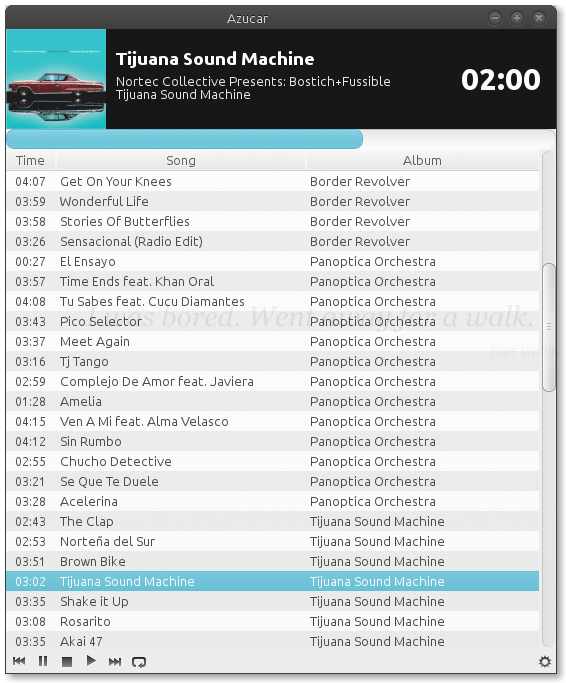 Azucar
Tijuana Sound Machine
Nortec Collective Presents: Bostich+Fussible
Tijuana Sound Machine
02:00
Time Song Album
04:07 Get On Your Knees Border Revolver
03:59 Wonderful Life Border Revolver
03:58 Stories Of Butterflies Border Revolver
03:26 Sensacional (Radio Edit) Border Revolver
00:27 El Ensayo Panoptica Orchestra
03:57 Time Ends feat. Khan Oral Panoptica Orchestra
04:08 Tu Sabes feat. Cucu Diamantes Panoptica Orchestra
I was bored. Went away for a walk.
03:43 Pico Selector Panoptica Orchestra
03:37 Meet Again Panoptica Orchestra
Your
03:16 Tj Tango Panoptica Orchestra
02:59 Complejo De Amor feat. Javiera Panoptica Orchestra
01:28 Amelia Panoptica Orchestra
04:15 Ven A Mi feat. Alma Velasco Panoptica Orchestra
04:12 Sin Rumbo Panoptica Orchestra
02:55 Chucho Detective Panoptica Orchestra
03:21 Se Que Te Duele Panoptica Orchestra
03:28 Acelerina Panoptica Orchestra
02:43 The Clap Tijuana Sound Machine
02:53 Norteña del Sur Tijuana Sound Machine
03:51 Brown Bike Tijuana Sound Machine
03:02 Tijuana Sound Machine Tijuana Sound Machine
03:35 Shake it Up Tijuana Sound Machine
03:08 Rosarito Tijuana Sound Machine
03:35 Akai 47 Tijuana Sound Machine